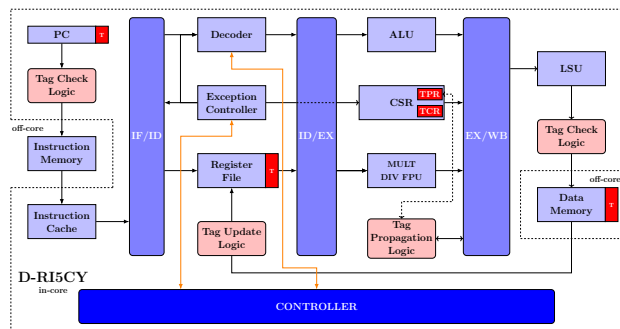 PC
T
Tag Check
Logic
off-core
Instruction
Memory
Instruction
Cache
IF/ID
Decoder
Exception
Controller
Register
File
T
Tag Update
Logic
ID/EX
ALU
CSR
TPR
TCR
MULT
DIV FPU
Tag
Propagation
Logic
EX/WB
LSU
Tag Check
Logic
off-core
Data
Memory
T
D-RI5CY
in-core
CONTROLLER